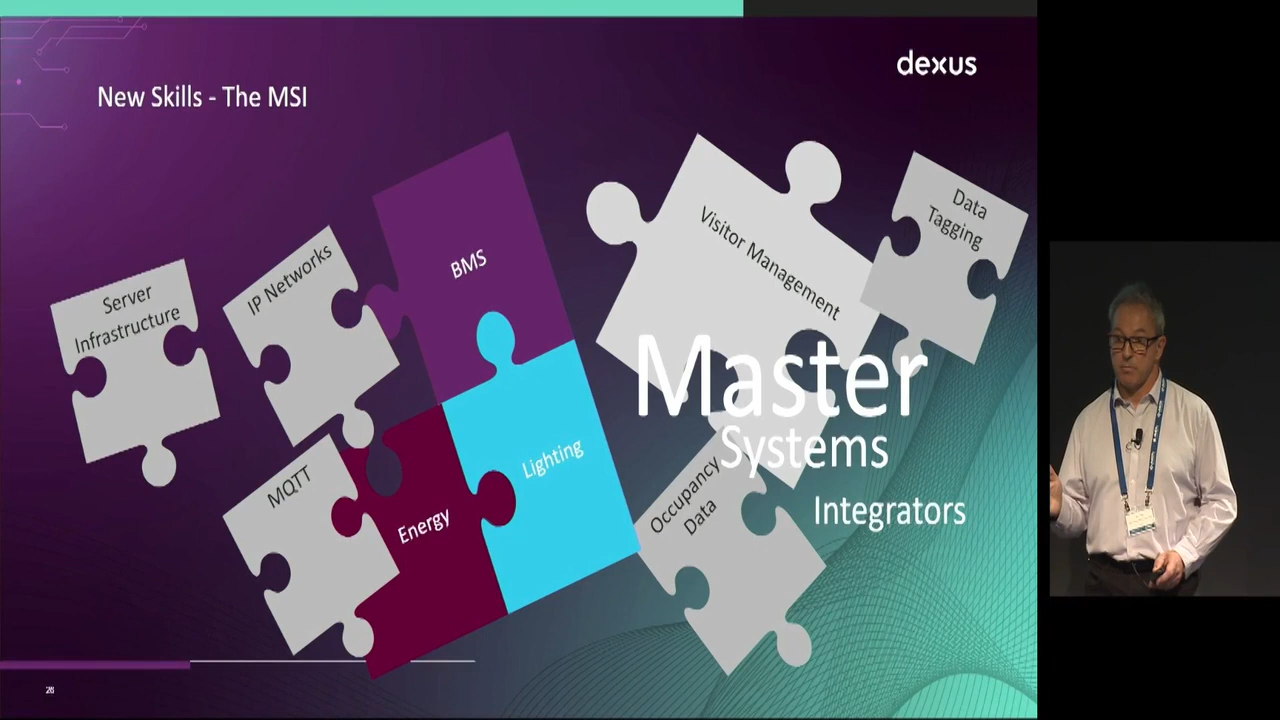 dexus
New Skills - The MSI
Server
Infrastructure
IP Networks
BMS
Visitor Management
Data
Tagging
MQTT
Energy
Lighting
Occupancy
Data
Master
Systems
Integrators
28